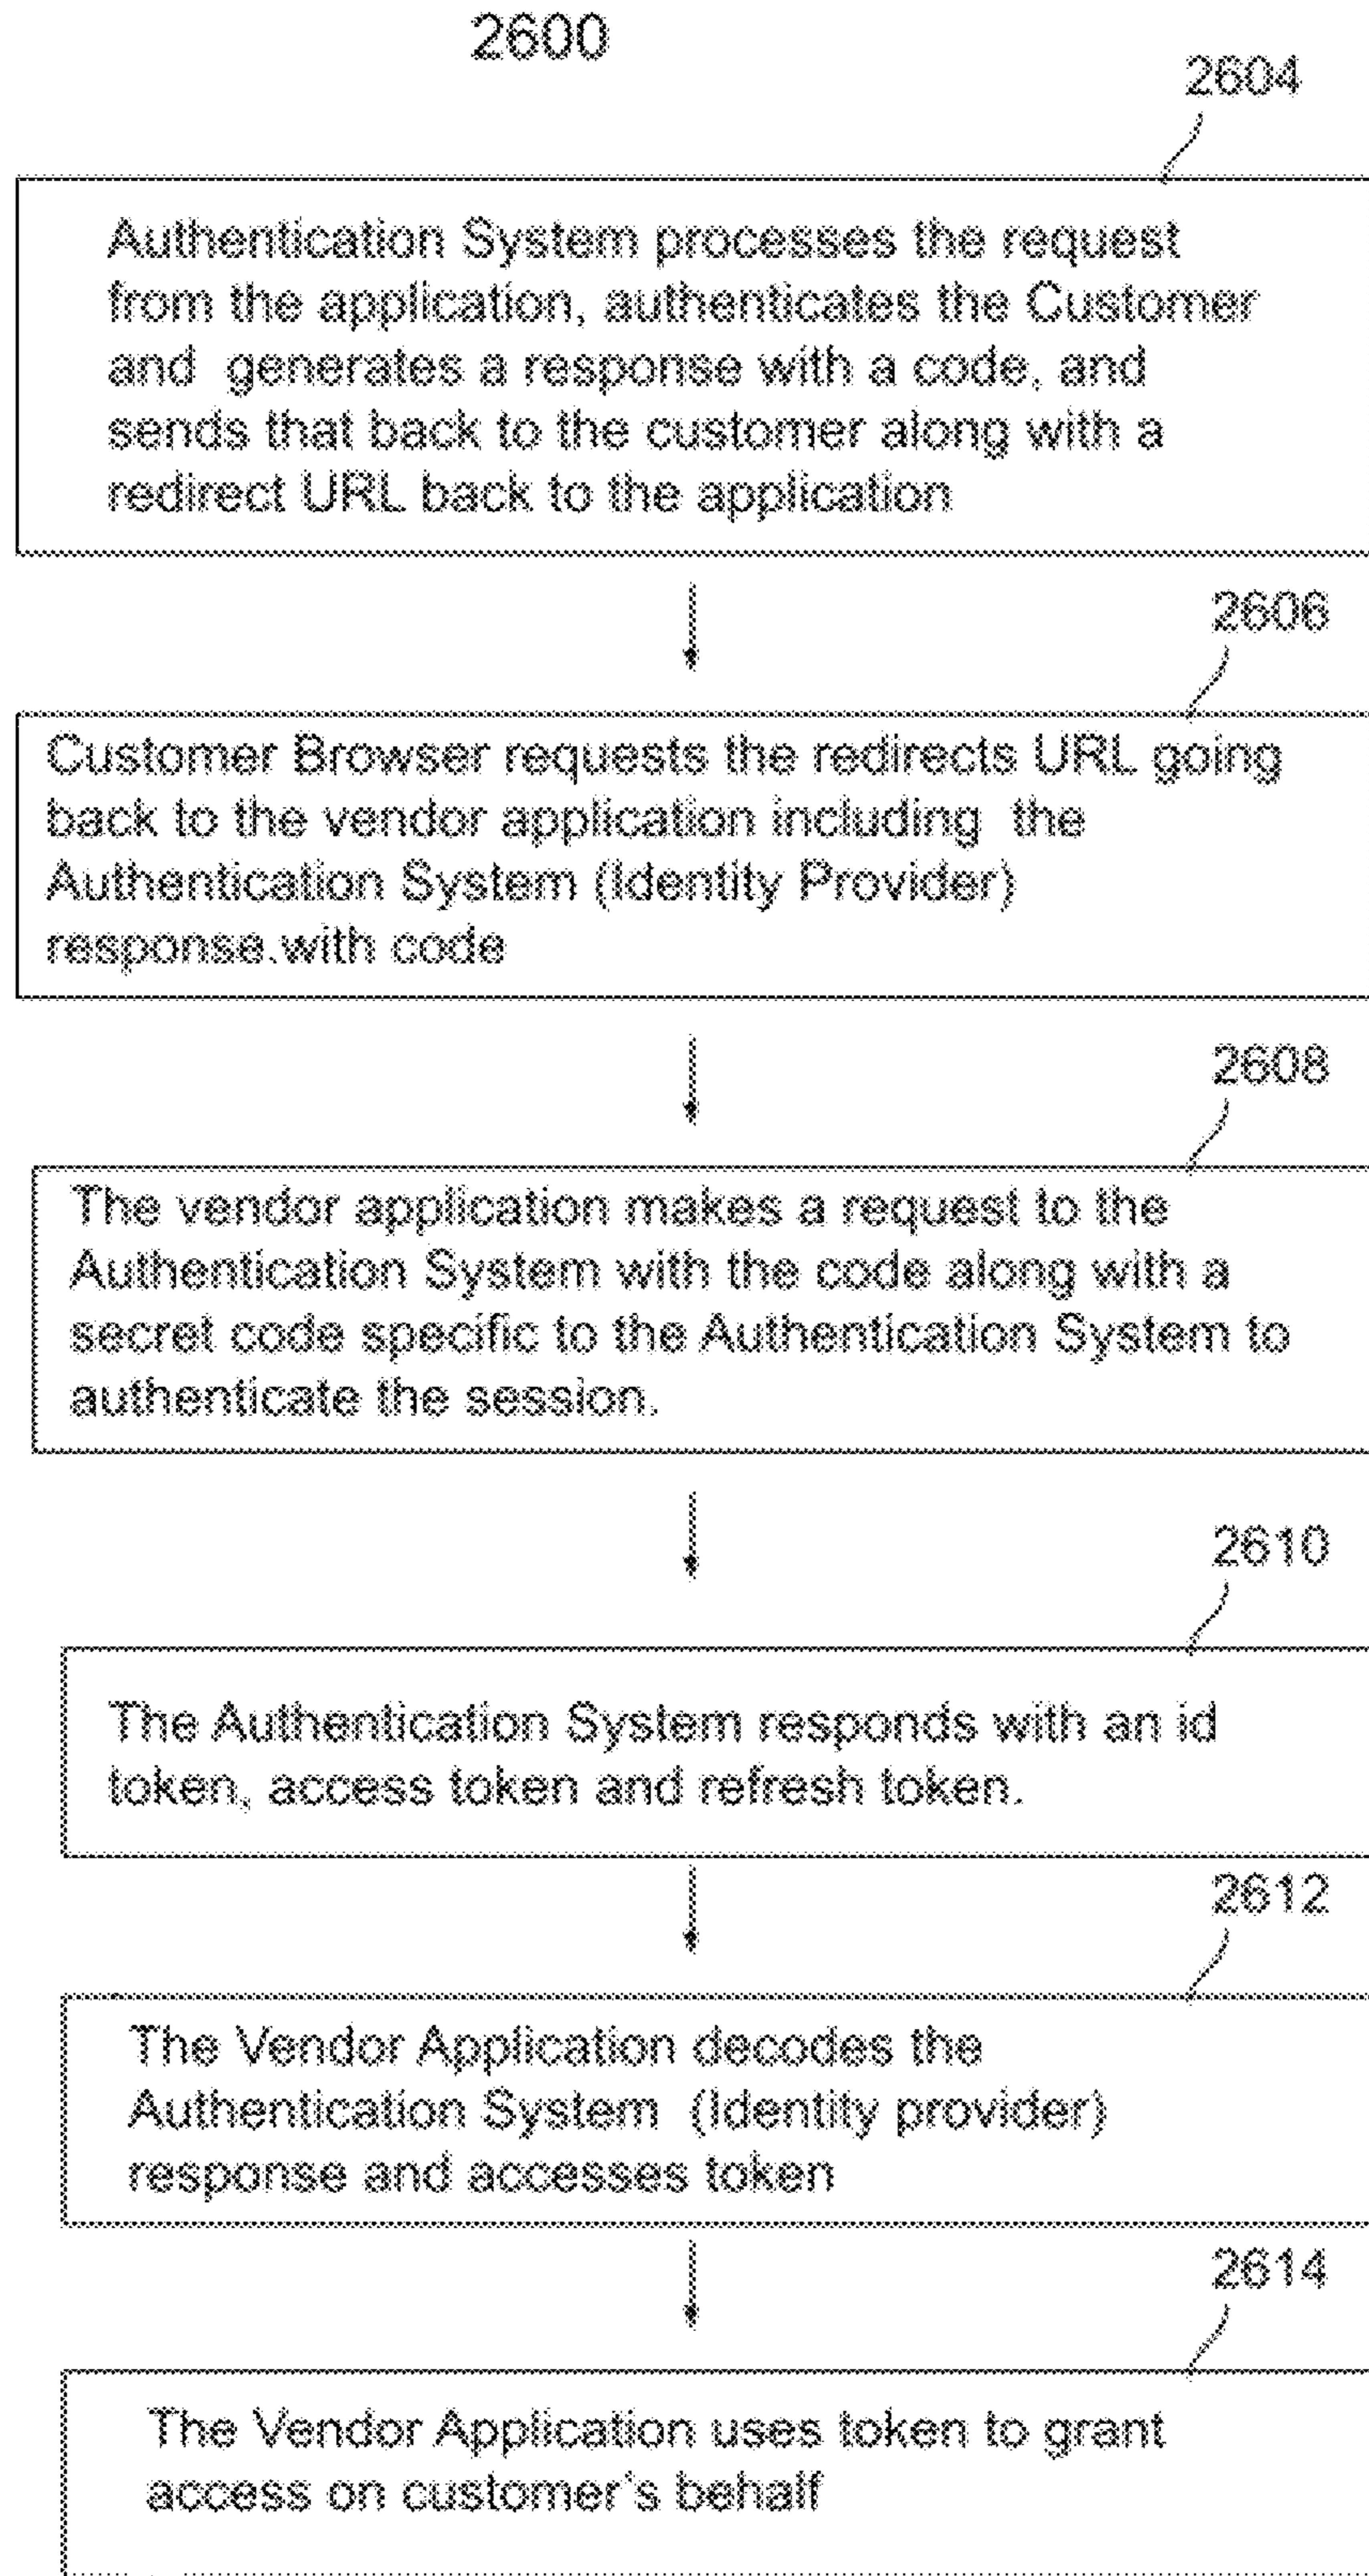 2600
2604
Authentication System processes the request
from the application, authenticates the Customer
and generates a response with a code, and
sends that back to the customer along with a
redirect URL back to the application
2606
Customer Browser requests the redirects URL going
back to the vendor application including the
Authentication System (Identity Provider)
response.with code
2608
The vendor application makes a request to the
Authentication System with the code along with a
secret code specific to the Authentication System to
authenticate the session.
2610
The Authentication System responds with an id
token, access token and refresh token.
2612
The Vendor Application decodes the
Authentication System (Identity provider)
response and accesses token
2614
The Vendor Application uses token to grant
access on customer's behalf